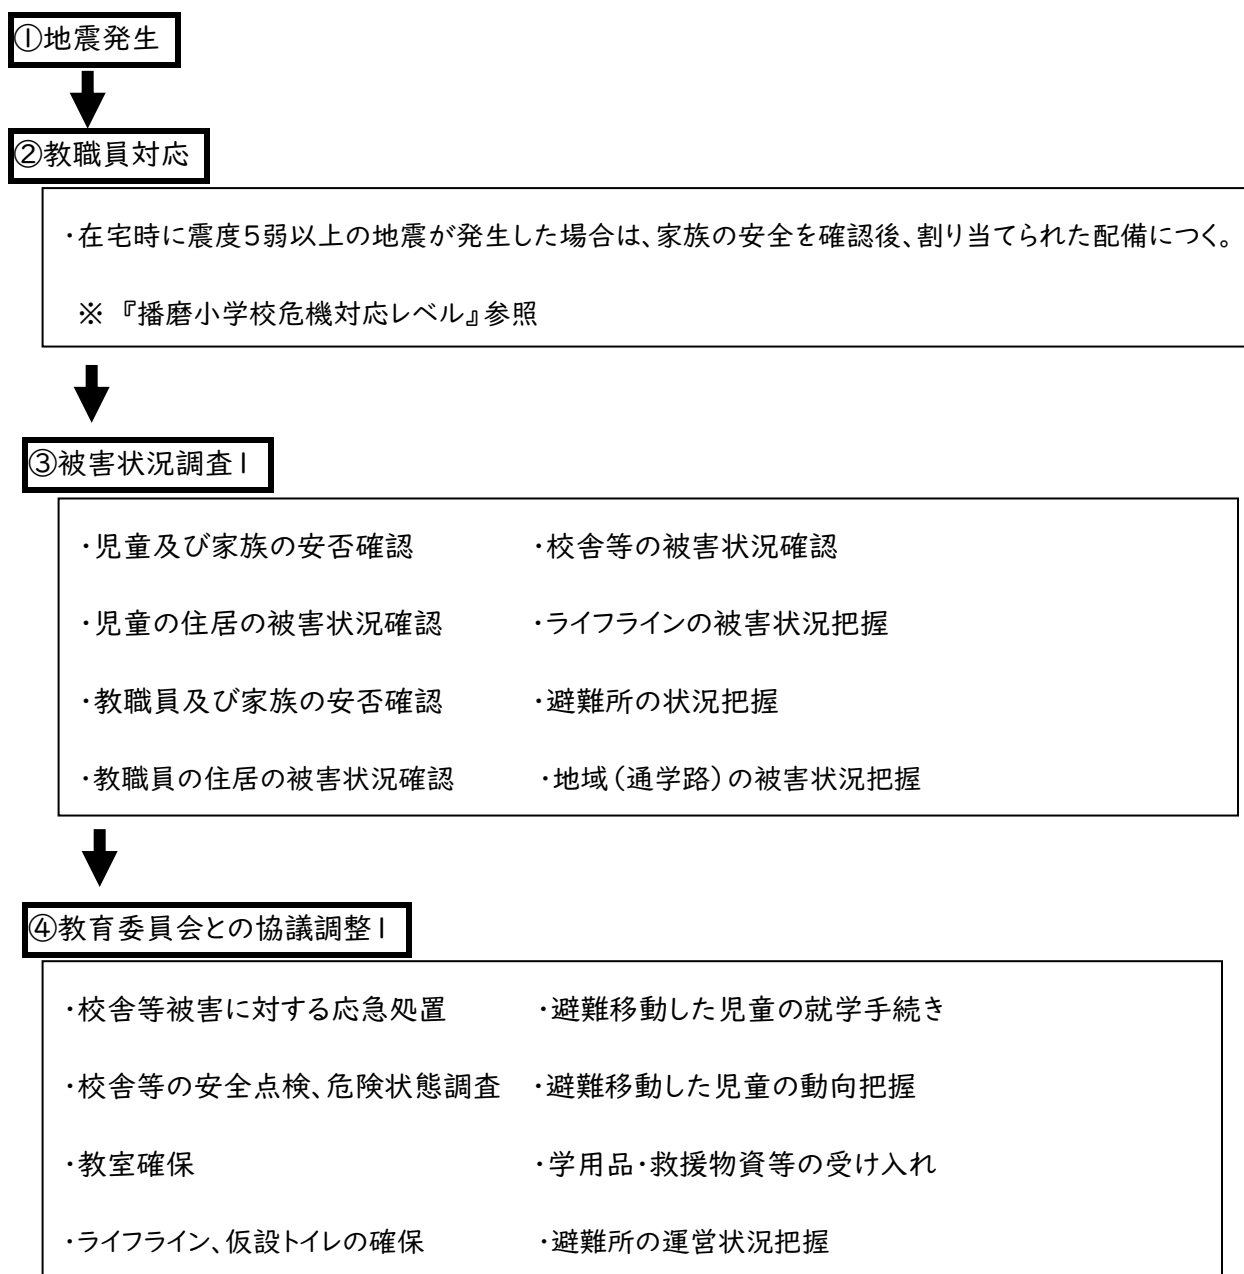 ①地震発生
②教職員対応
・在宅時に震度5弱以上の地震が発生した場合は、家族の安全を確認後、割り当てられた配備につく。
※ 『播磨小学校危機対応レベル』参照
③被害状況調査1
・児童及び家族の安否確認 ・校舎等の被害状況確認
・児童の住居の被害状況確認 ・ライフラインの被害状況把握
・教職員及び家族の安否確認 ・避難所の状況把握
・教職員の住居の被害状況確認 ・地域(通学路)の被害状況把握
④教育委員会との協議調整1
・校舎等被害に対する応急処置 ・避難移動した児童の就学手続き
・校舎等の安全点検、危険状態調査 ・避難移動した児童の動向把握
・教室確保 ・学用品・救援物資等の受け入れ
・ライフライン、仮設トイレの確保 ・避難所の運営状況把握